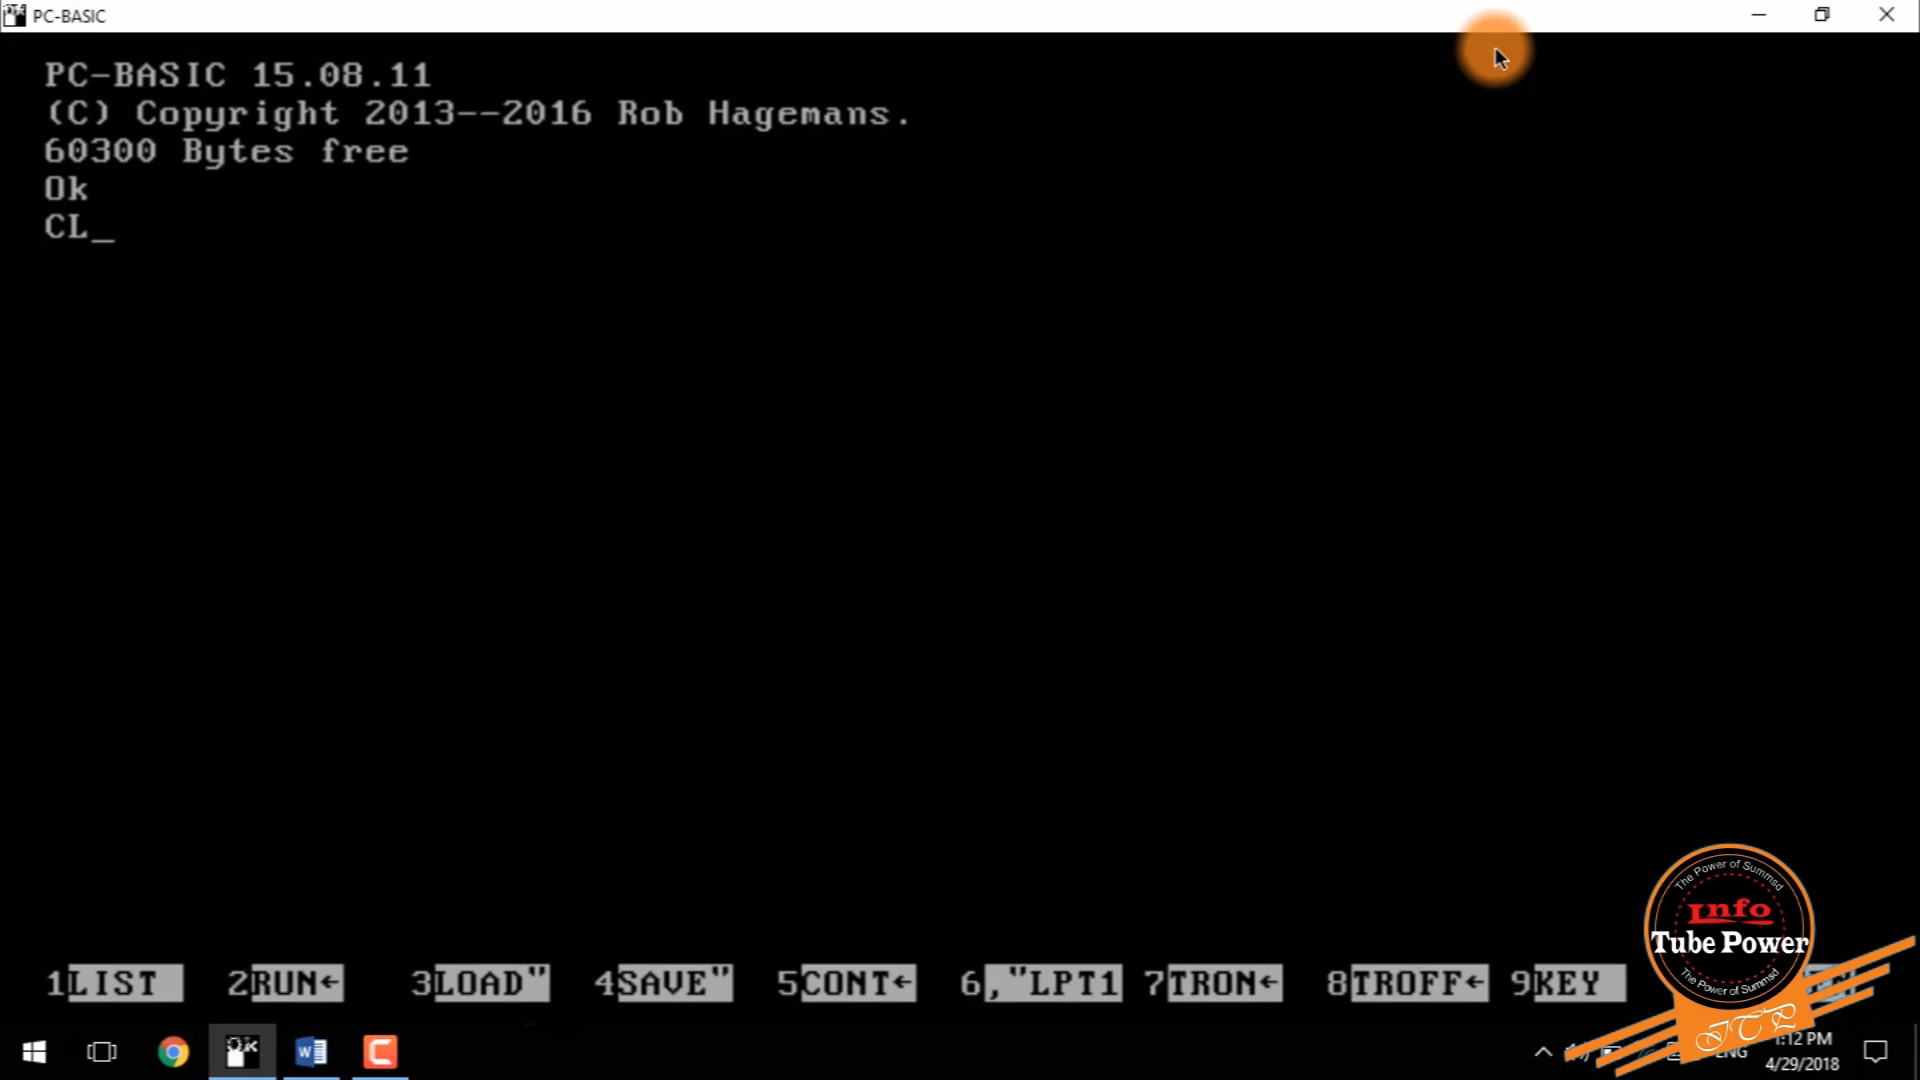 PC-BASIC
PC-BASIC 15.08.11
(C) Copyright 2013--2016 Rob Hagemans.
60300 Bytes free
Ok
CL_
1LIST 2RUN← 3LOAD" 4SAVE" 5CONT← 6,"LPT1 7TRON← 8TROFF← 9KEY
The Power of Summsd
Info
Tube Power
The Power of Summsd
ITP
ENG
1:12 PM
4/29/2018